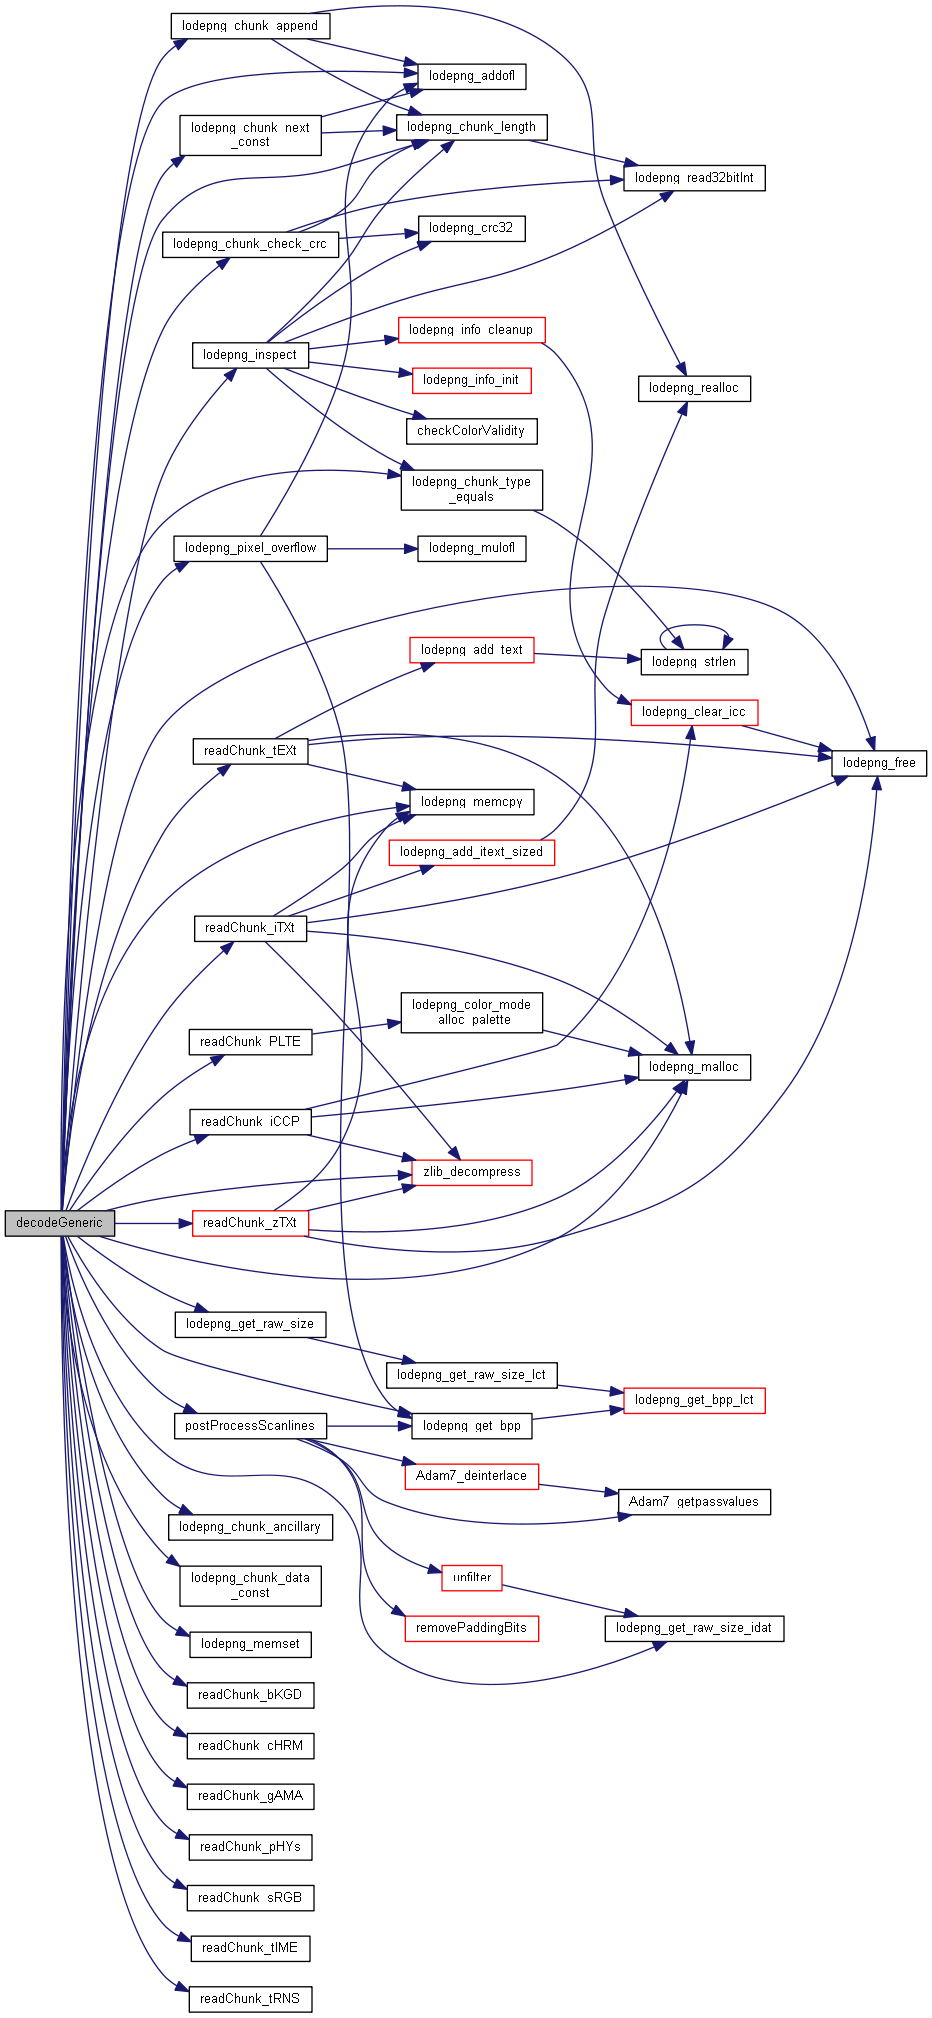 lodepng_chunk_append
lodepng_addofl
lodepng_chunk_next
_const
lodepng_chunk_length
lodepng_read32bitInt
lodepng_chunk_check_crc
lodepng_crc32
lodepng_inspect
lodepng_info_cleanup
lodepng_info_init
lodepng_realloc
checkColorValidity
lodepng_chunk_type
_equals
lodepng_pixel_overflow
lodepng_mulofl
lodepng_add_text
lodepng_strlen
lodepng_clear_icc
readChunk_tEXt
lodepng_free
lodepng_memcpy
lodepng_add_itext_sized
readChunk_iTXt
lodepng_color_mode
_alloc_palette
readChunk_PLTE
lodepng_malloc
readChunk_iCCP
zlib_decompress
decodeGeneric
readChunk_zTXt
lodepng_get_raw_size
lodepng_get_raw_size_lct
lodepng_get_bpp_lct
postProcessScanlines
lodepng_get_bpp
Adam7_deinterlace
Adam7_getpassvalues
lodepng_chunk_ancillary
lodepng_chunk_data
_const
unfilter
removePaddingBits
lodepng_get_raw_size_idat
lodepng_memset
readChunk_bKGD
readChunk_cHRM
readChunk_gAMA
readChunk_pHYs
readChunk_sRGB
readChunk_tIME
readChunk_tRNS